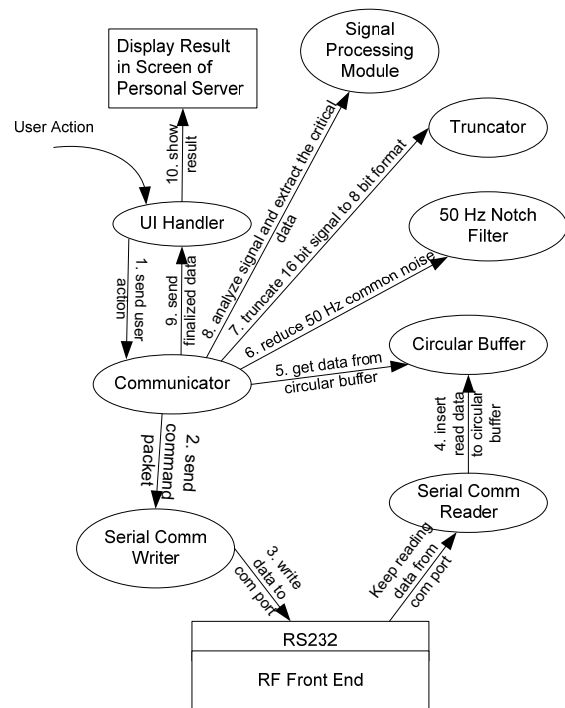 Display Result
in Screen of
Personal Server
Signal
Processing
Module
User Action
10. show
result
Truncator
UI Handler
50 Hz Notch
Filter
1. send user
action
9. send
finalized data
8. analyze signal and extract the critical
data
7. truncate 16 bit signal to 8 bit format
6. reduce 50 Hz common noise
5. get data from
circular buffer
Circular Buffer
Communicator
2. send
command
packet
4. insert
read data
to circular
buffer
Serial Comm
Writer
Serial Comm
Reader
3. write
data to
com port
Keep reading
data from
com port
RS232
RF Front End